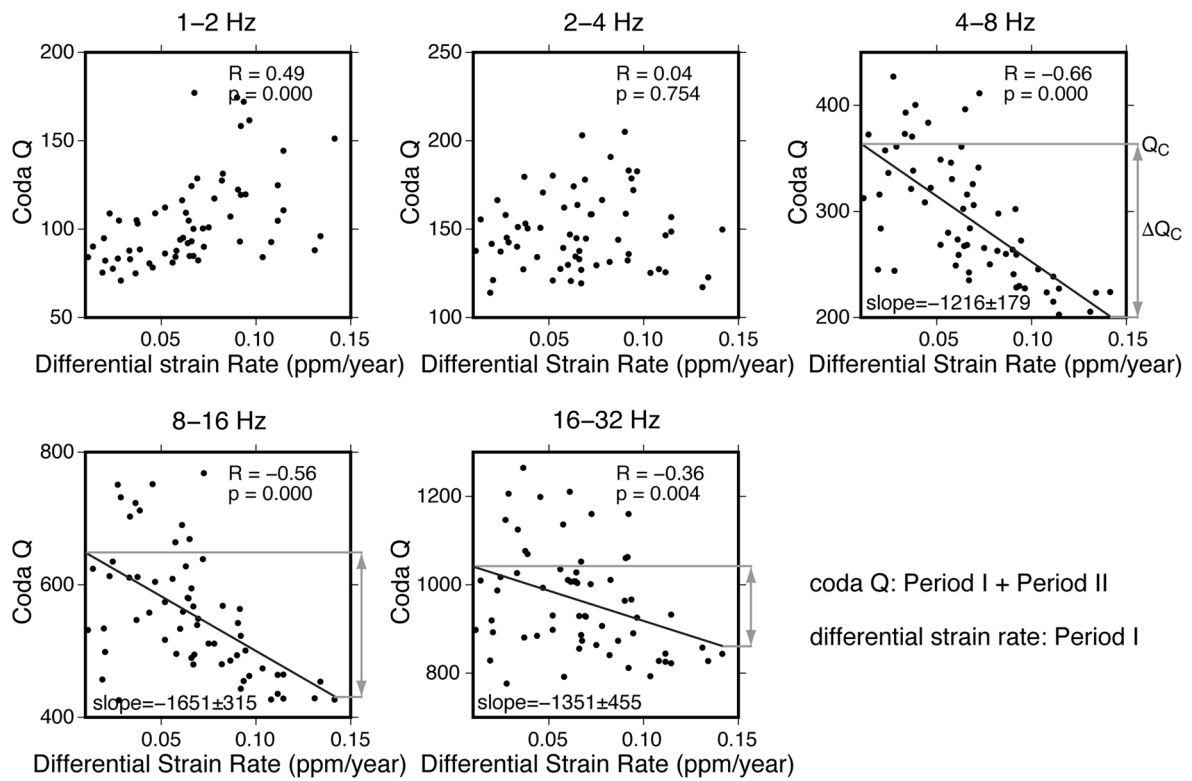 1–2 Hz
200
150
100
50
Coda Q
R = 0.49
p = 0.000
0.05
0.10
0.15
Differential strain Rate (ppm/year)
2–4 Hz
250
200
150
100
Coda Q
R = 0.04
p = 0.754
0.05
0.10
0.15
Differential Strain Rate (ppm/year)
4–8 Hz
400
300
200
Coda Q
R = −0.66
p = 0.000
QC
ΔQC
slope=−1216±179
0.05
0.10
0.15
Differential Strain Rate (ppm/year)
8–16 Hz
800
600
400
Coda Q
R = −0.56
p = 0.000
slope=−1651±315
0.05
0.10
0.15
Differential Strain Rate (ppm/year)
16–32 Hz
1200
1000
800
Coda Q
R = −0.36
p = 0.004
slope=−1351±455
0.05
0.10
0.15
Differential Strain Rate (ppm/year)
coda Q: Period I + Period II
differential strain rate: Period I